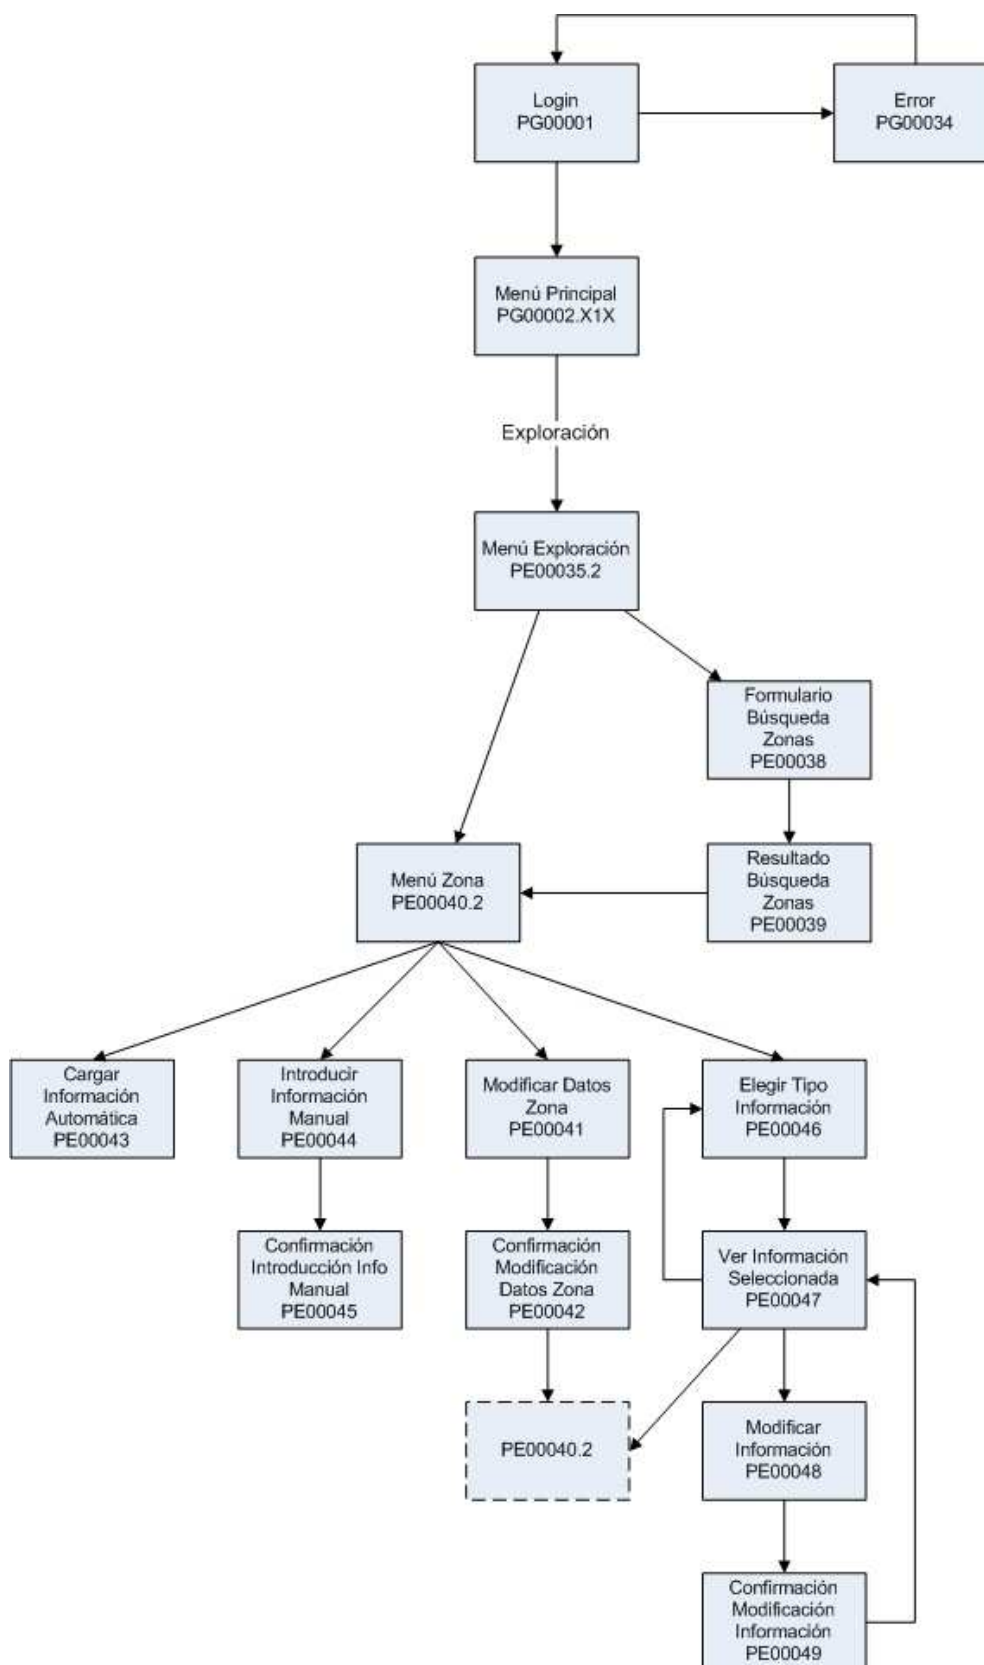 Login
PG00001
Error
PG00034
Menú Principal
PG00002.X1X
Exploración
Menú Exploración
PE00035.2
Formulario
Búsqueda
Zonas
PE00038
Menú Zona
PE00040.2
Resultado
Búsqueda
Zonas
PE00039
Cargar
Información
Automática
PE00043
Introducir
Información
Manual
PE00044
Modificar Datos
Zona
PE00041
Elegir Tipo
Información
PE00046
Confirmación
Introducción Info
Manual
PE00045
Confirmación
Modificación
Datos Zona
PE00042
Ver Información
Seleccionada
PE00047
PE00040.2
Modificar
Información
PE00048
Confirmación
Modificación
Información
PE00049